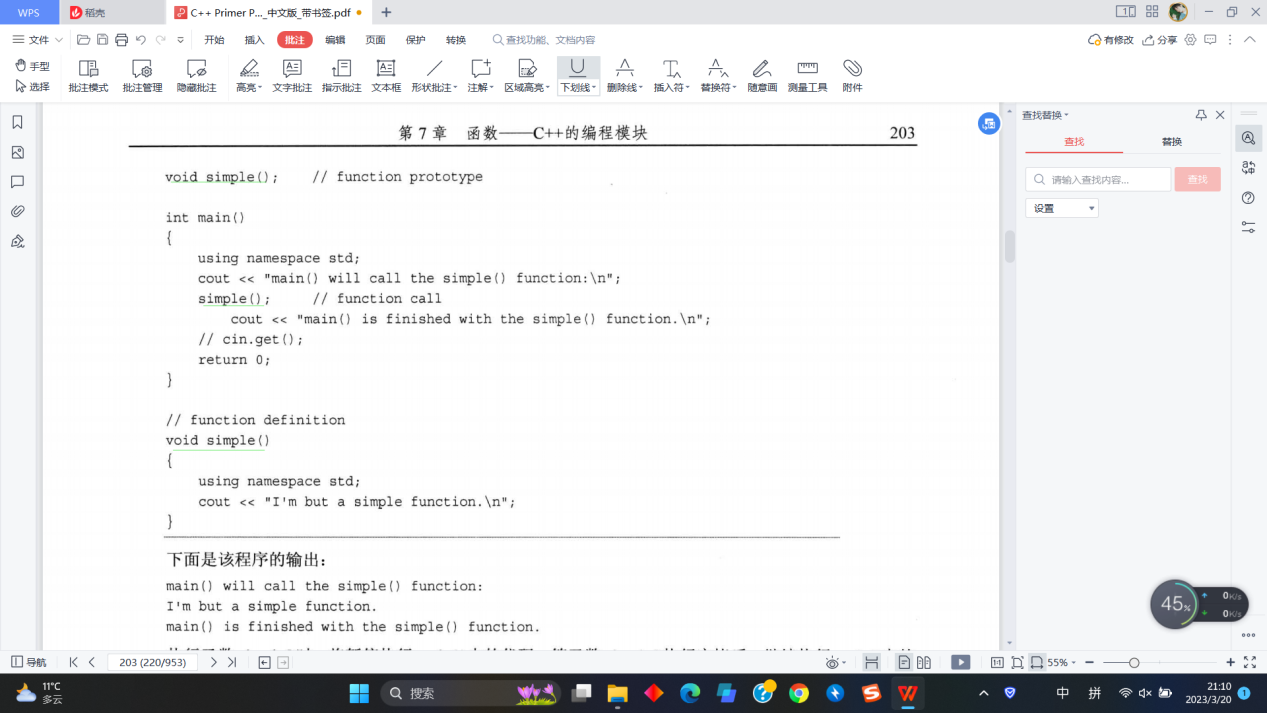 WPS
稻壳
C++ Primer P..._中文版_带书签.pdf
文件
开始
插入
批注
编辑
页面
保护
转换
查找功能、文档内容
有修改
分享
手型
选择
批注模式
批注管理
隐藏批注
高亮
文字批注
指示批注
文本框
形状批注
注解
区域高亮
下划线
删除线
插入符
替换符
随意画
测量工具
附件
第 7 章 函数——C++的编程模块 203
void simple(); // function prototype
int main()
{
using namespace std;
cout << "main() will call the simple() function:\n";
simple(); // function call
cout << "main() is finished with the simple() function.\n";
// cin.get();
return 0;
}
// function definition
void simple()
{
using namespace std;
cout << "I'm but a simple function.\n";
}
下面是该程序的输出：
main() will call the simple() function:
I'm but a simple function.
main() is finished with the simple() function.
查找替换
查找
替换
请输入查找内容...
查找
设置
45%
0K/s
0K/s
导航
203 (220/953)
55%
11°C
多云
搜索
中
拼
21:10
2023/3/20
1